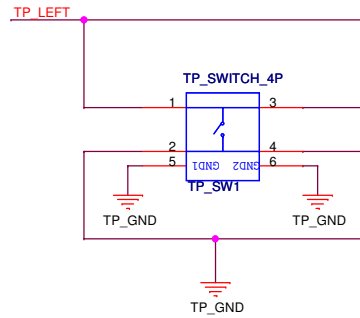 TP_LEFT
TP_SWITCH_4P
1 3
2 4
5 GND1 GND2 6
TP_SW1
TP_GND TP_GND
TP_GND